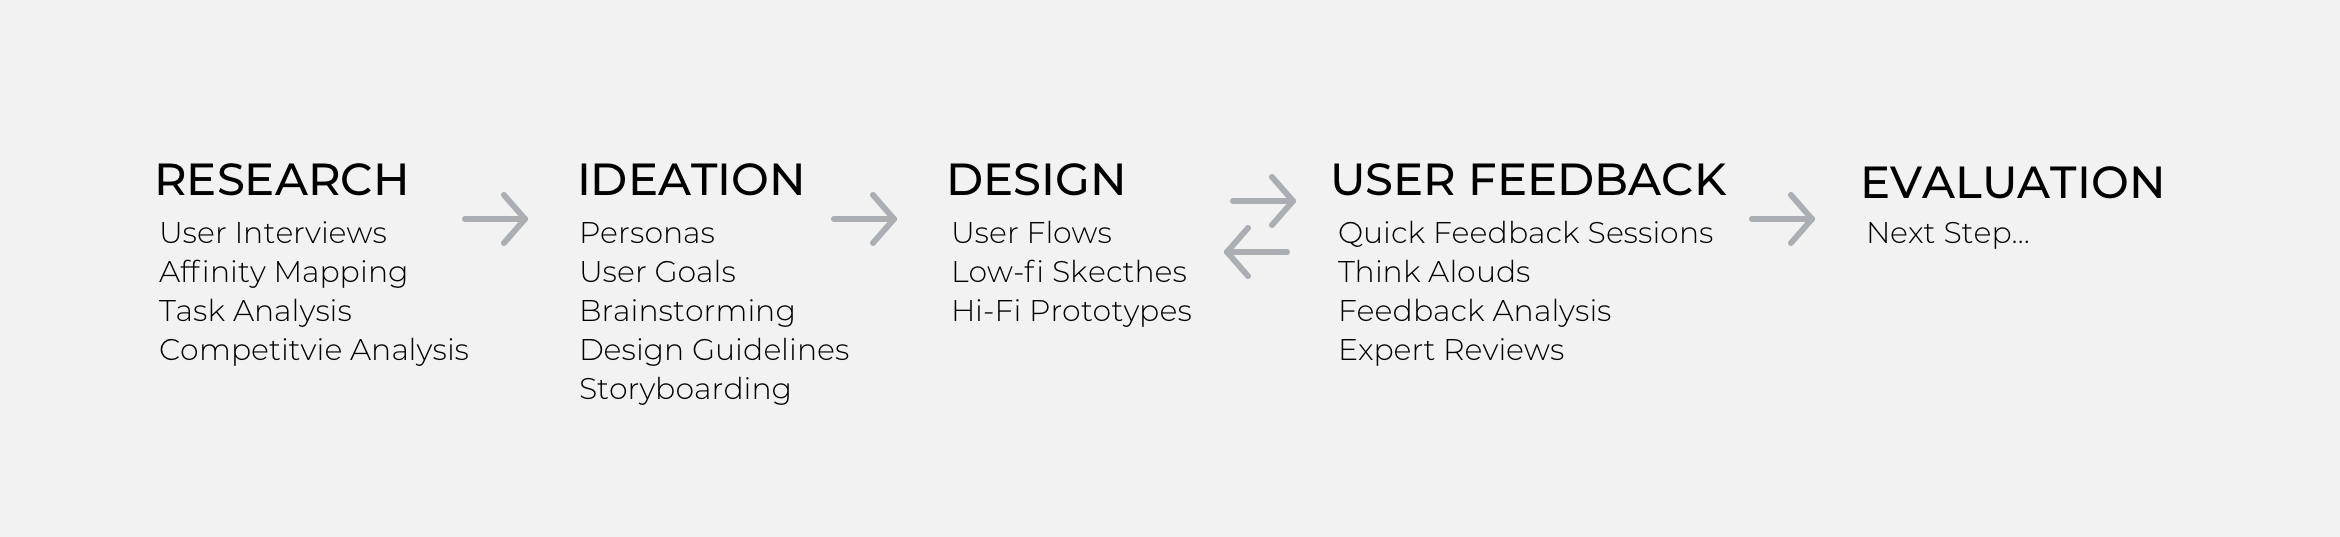 RESEARCH
User Interviews
Affinity Mapping
Task Analysis
Competitvie Analysis
IDEATION
Personas
User Goals
Brainstorming
Design Guidelines
Storyboarding
DESIGN
User Flows
Low-fi Skecthes
Hi-Fi Prototypes
USER FEEDBACK
Quick Feedback Sessions
Think Alouds
Feedback Analysis
Expert Reviews
EVALUATION
Next Step...